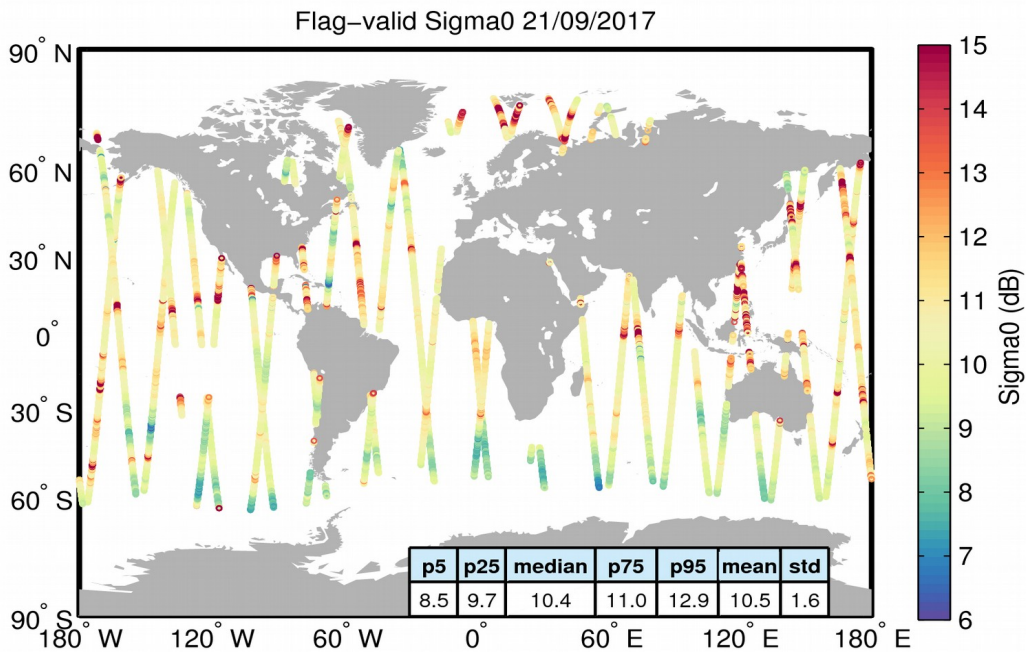 Flag-valid Sigma0 21/09/2017
90° N
60° N
30° N
0°
30° S
60° S
90° S
180° W
120° W
60° W
0°
60° E
120° E
180° E
15
14
13
12
11
10
9
8
7
6
Sigma0 (dB)
p5 p25 median p75 p95 mean std
8.5 9.7 10.4 11.0 12.9 10.5 1.6